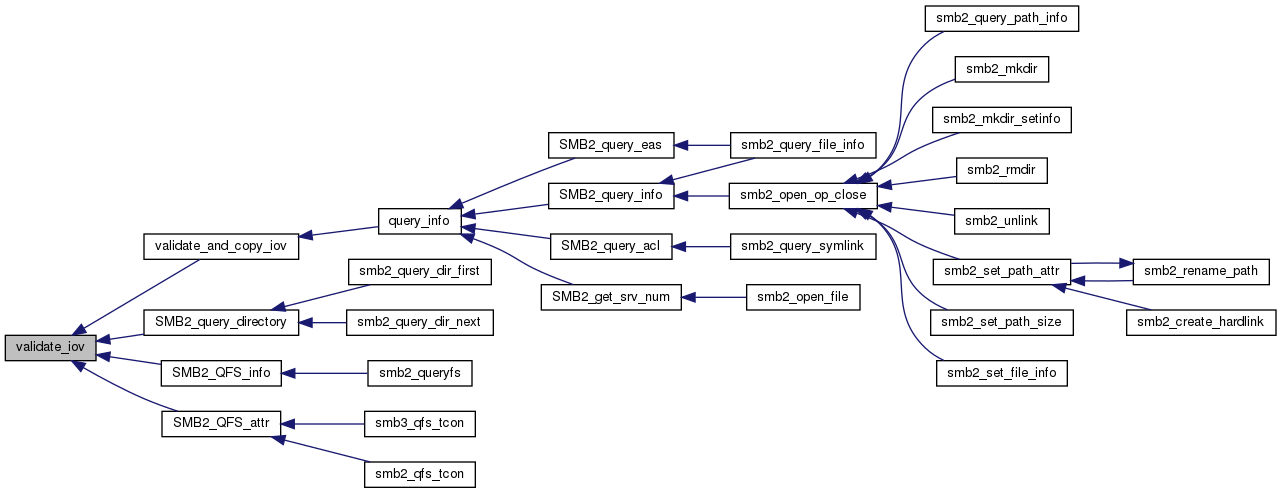 smb2_query_path_info
smb2_mkdir
smb2_mkdir_setinfo
SMB2_query_eas
smb2_query_file_info
smb2_rmdir
SMB2_query_info
smb2_open_op_close
query_info
smb2_unlink
validate_and_copy_iov
SMB2_query_acl
smb2_query_symlink
smb2_query_dir_first
smb2_set_path_attr
smb2_rename_path
SMB2_get_srv_num
smb2_open_file
SMB2_query_directory
smb2_query_dir_next
smb2_set_path_size
smb2_create_hardlink
validate_iov
SMB2_QFS_info
smb2_queryfs
smb2_set_file_info
SMB2_QFS_attr
smb3_qfs_tcon
smb2_qfs_tcon